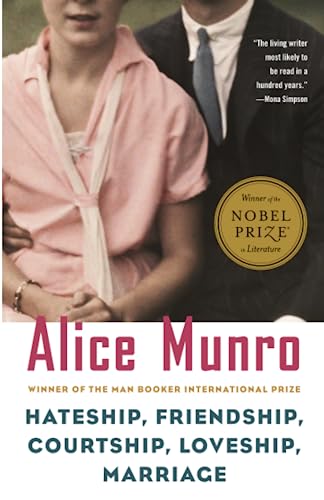 "The living writer
most likely to
be read in a
hundred years."
—Mona Simpson
Winner of the
NOBEL
PRIZE®
in Literature
Alice Munro
WINNER OF THE MAN BOOKER INTERNATIONAL PRIZE
HATESHIP, FRIENDSHIP,
COURTSHIP, LOVESHIP,
MARRIAGE